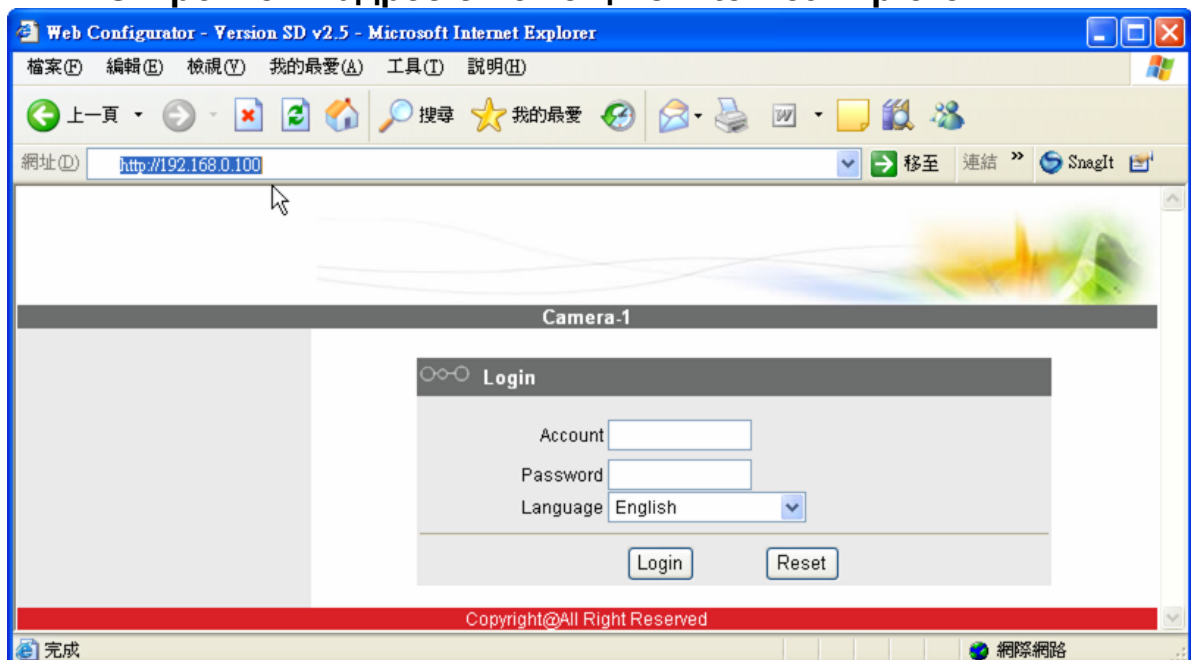 Web Configurator - Version SD v2.5 - Microsoft Internet Explorer
檔案(F) 編輯(E) 檢視(V) 我的最愛(A) 工具(T) 說明(H)
上一頁 搜尋 我的最愛
網址(D) http://192.168.0.100 移至 連結 » SnagIt
Camera-1
Login
Account
Password
Language English
Login Reset
Copyright@All Right Reserved
完成 網際網路